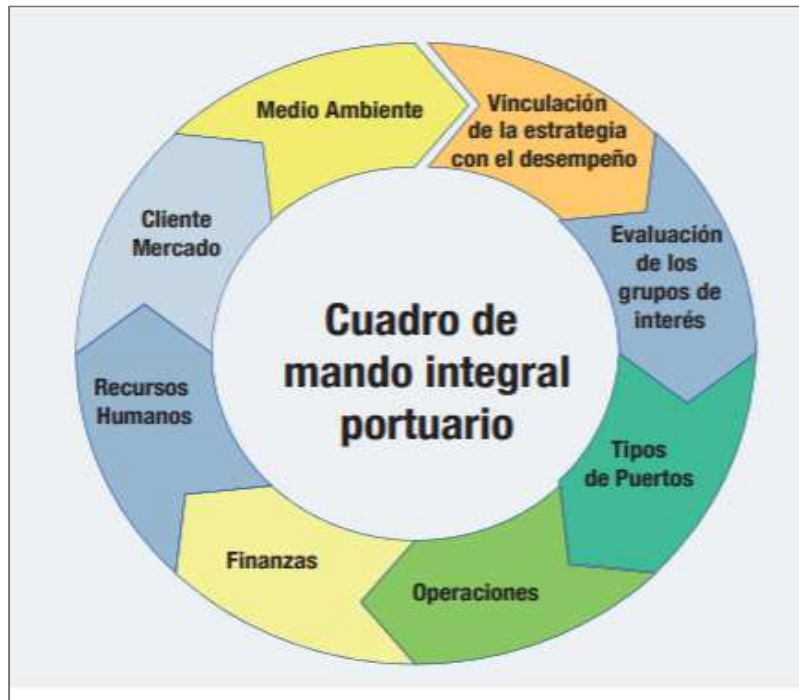 Medio Ambiente
Vinculación
de la estrategia
con el desempeño
Evaluación
de los
grupos de
interés
Tipos
de Puertos
Operaciones
Finanzas
Recursos
Humanos
Cliente
Mercado
Cuadro de
mando integral
portuario